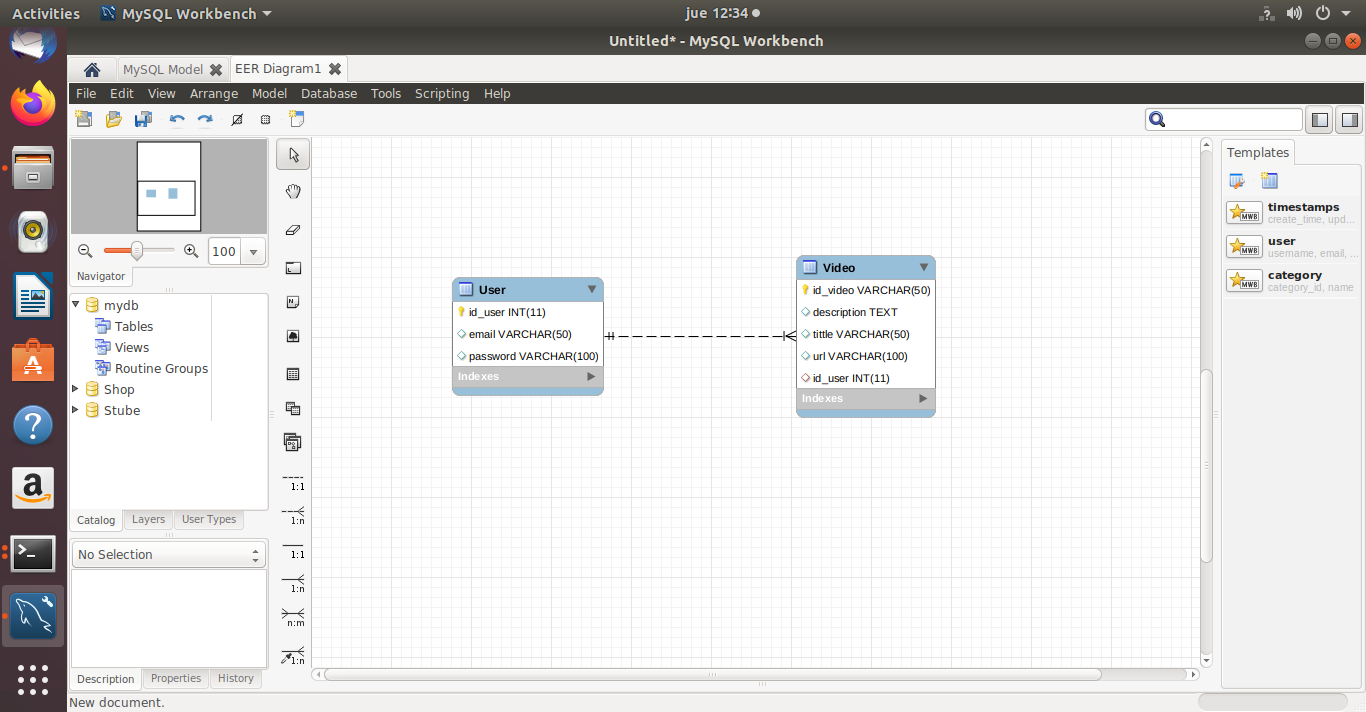 Activities MySQL Workbench jue 12:34
Untitled* - MySQL Workbench
MySQL Model EER Diagram1
File Edit View Arrange Model Database Tools Scripting Help
Templates
timestamps
create_time, upd...
user
username, email, ...
category
category_id, name
100
Navigator
mydb
Tables
Views
Routine Groups
Shop
Stube
Catalog Layers User Types
No Selection
Description Properties History
New document.
1:1
1:n
1:1
1:n
n:m
1:n
User
id_user INT(11)
email VARCHAR(50)
password VARCHAR(100)
Indexes
Video
id_video VARCHAR(50)
description TEXT
tittle VARCHAR(50)
url VARCHAR(100)
id_user INT(11)
Indexes
MWB
MWB
MWB